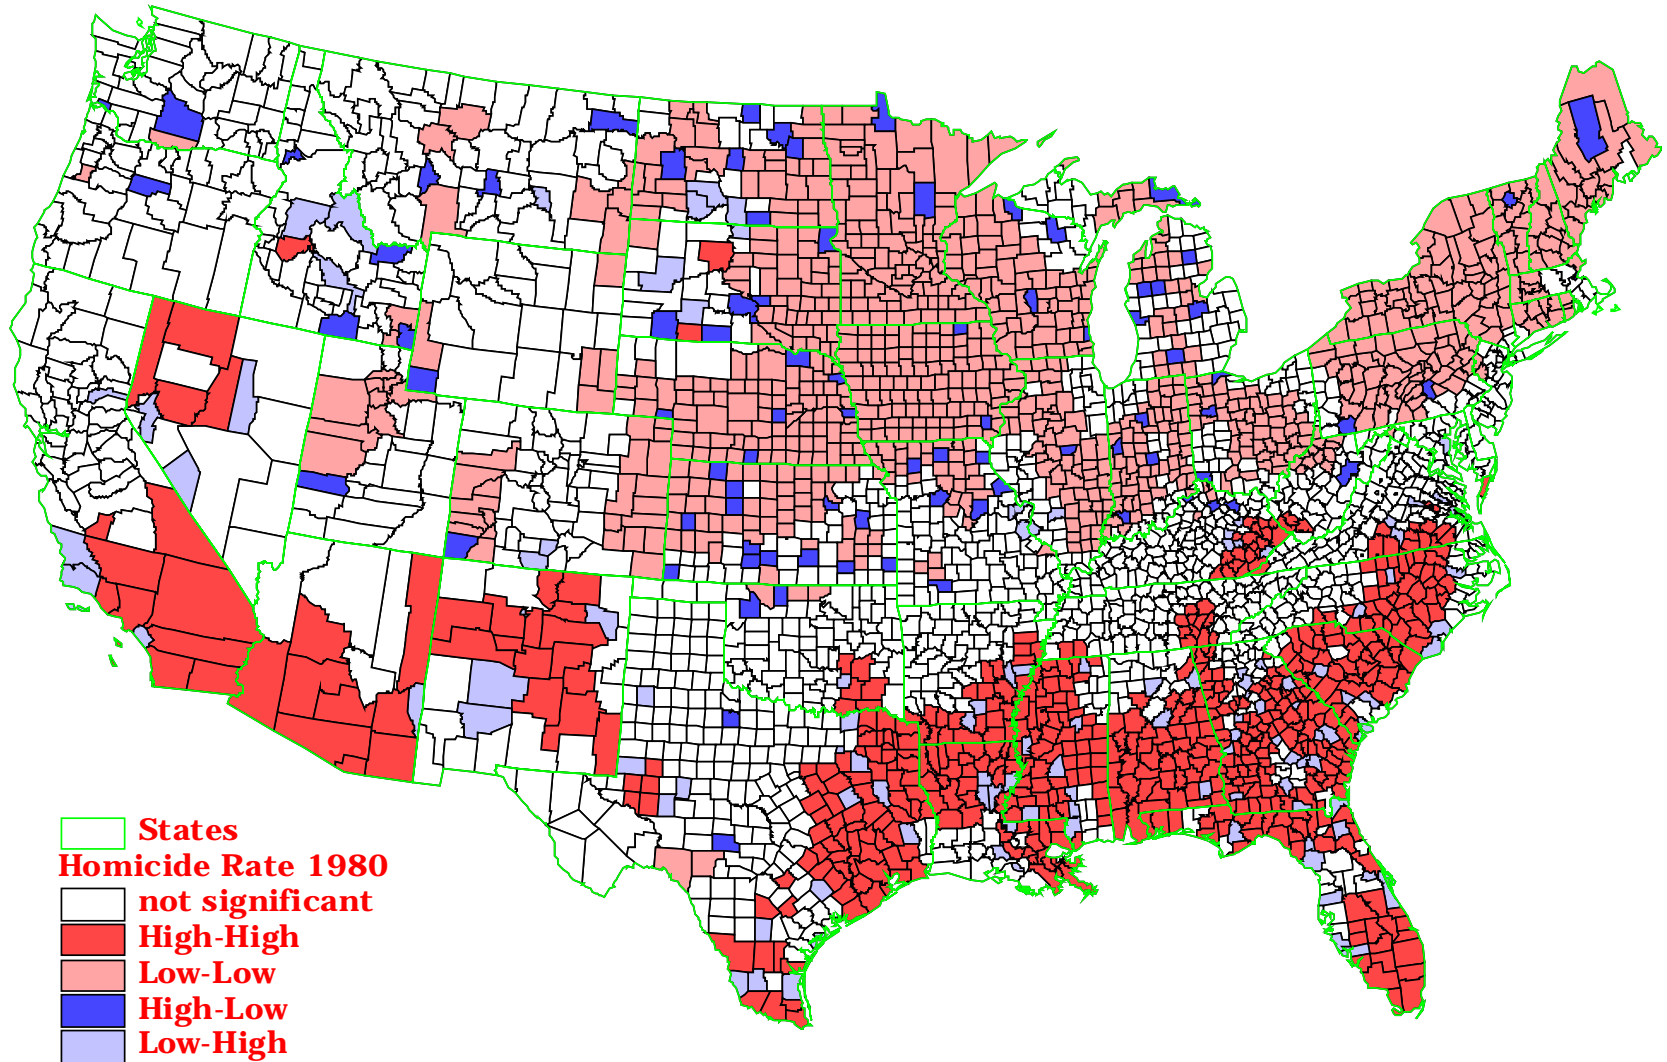 States
Homicide Rate 1980
not significant
High-High
Low-Low
High-Low
Low-High